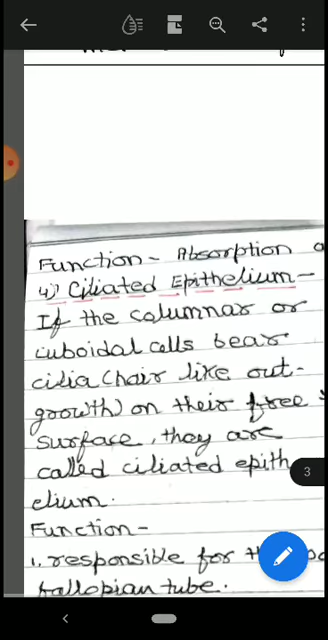 Function - Absorption
4) Ciliated Epithelium -
If the columnar or
cuboidal cells bear
cilia (hair like out-
growth) on their free
surface, they are
called ciliated epith
elium.
3
Function -
1. responsible for
fallopian tube.